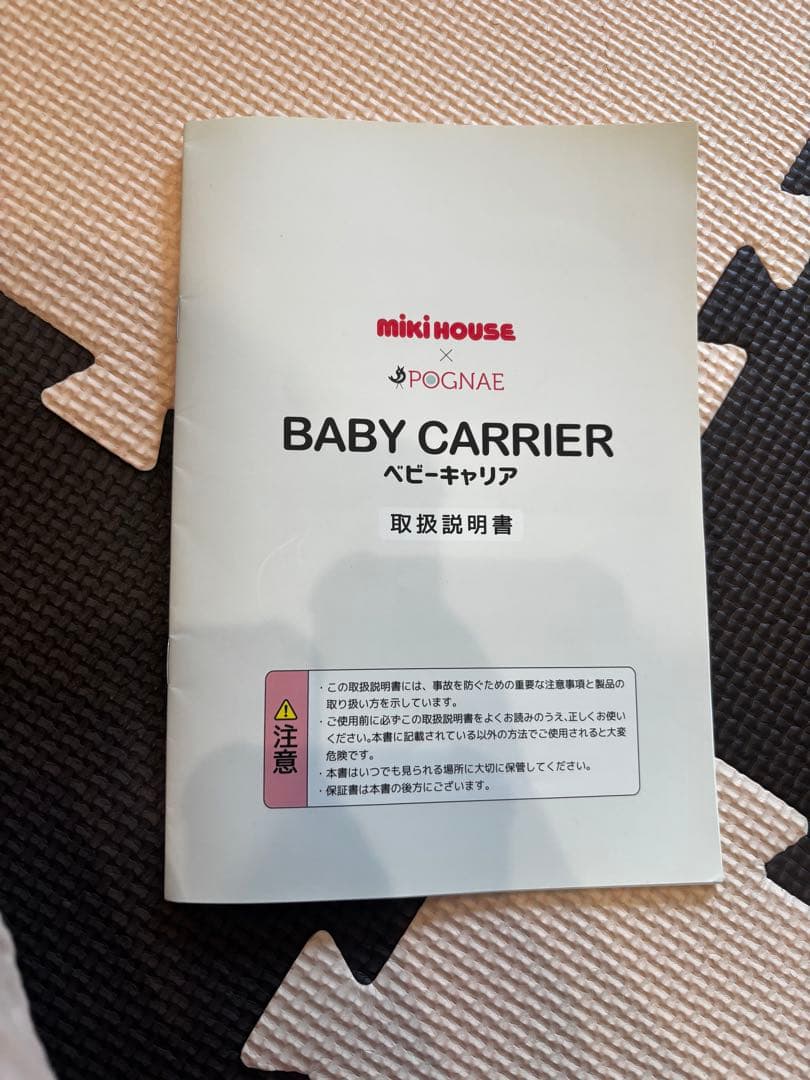 mikiHOUSE
×
POGNAE
BABY CARRIER
ベビーキャリア
取扱説明書
注意
・この取扱説明書には、事故を防ぐための重要な注意事項と製品の
取り扱い方を示しています。
・ご使用前に必ずこの取扱説明書をよくお読みのうえ、正しくお使い
ください。本書に記載されている以外の方法でご使用されると大変
危険です。
・本書はいつでも見られる場所に大切に保管してください。
・保証書は本書の後方にございます。